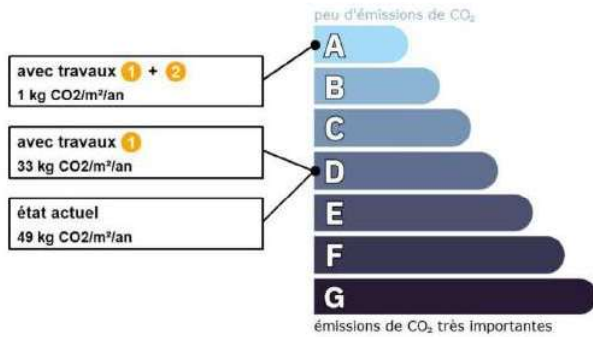 peu d'émissions de CO₂
avec travaux 1 + 2
1 kg CO2/m²/an
avec travaux 1
33 kg CO2/m²/an
état actuel
49 kg CO2/m²/an
A
B
C
D
E
F
G
émissions de CO₂ très importantes